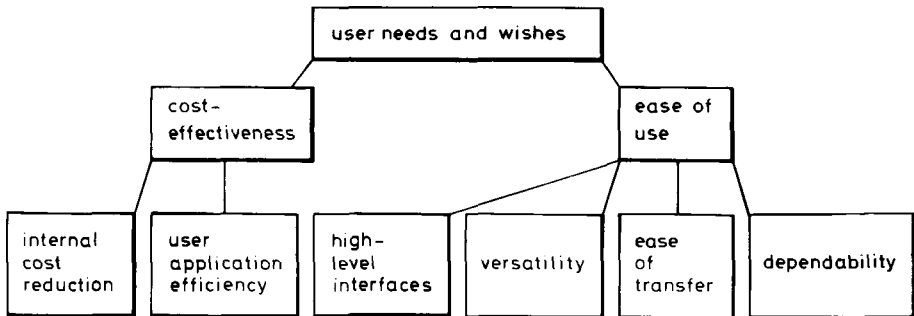 user needs and wishes
cost-
effectiveness
ease of
use
internal
cost
reduction
user
application
efficiency
high-
level
interfaces
versatility
ease
of
transfer
dependability